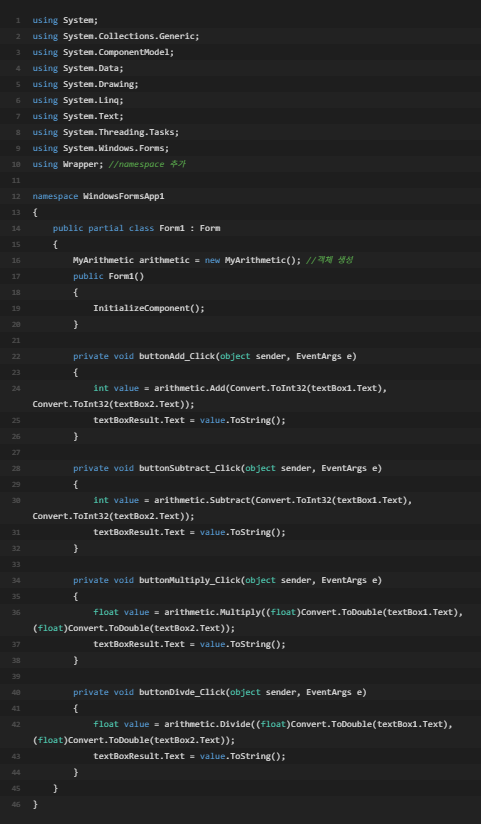 1 using System;
2 using System.Collections.Generic;
3 using System.ComponentModel;
4 using System.Data;
5 using System.Drawing;
6 using System.Linq;
7 using System.Text;
8 using System.Threading.Tasks;
9 using System.Windows.Forms;
10 using Wrapper; //namespace 추가
11
12 namespace WindowsFormsApp1
13 {
14     public partial class Form1 : Form
15     {
16         MyArithmetic arithmetic = new MyArithmetic(); //객체 생성
17         public Form1()
18         {
19             InitializeComponent();
20         }
21
22         private void buttonAdd_Click(object sender, EventArgs e)
23         {
24             int value = arithmetic.Add(Convert.ToInt32(textBox1.Text),
Convert.ToInt32(textBox2.Text));
25             textBoxResult.Text = value.ToString();
26         }
27
28         private void buttonSubtract_Click(object sender, EventArgs e)
29         {
30             int value = arithmetic.Subtract(Convert.ToInt32(textBox1.Text),
Convert.ToInt32(textBox2.Text));
31             textBoxResult.Text = value.ToString();
32         }
33
34         private void buttonMultiply_Click(object sender, EventArgs e)
35         {
36             float value = arithmetic.Multiply((float)Convert.ToDouble(textBox1.Text),
(float)Convert.ToDouble(textBox2.Text));
37             textBoxResult.Text = value.ToString();
38         }
39
40         private void buttonDivde_Click(object sender, EventArgs e)
41         {
42             float value = arithmetic.Divide((float)Convert.ToDouble(textBox1.Text),
(float)Convert.ToDouble(textBox2.Text));
43             textBoxResult.Text = value.ToString();
44         }
45     }
46 }